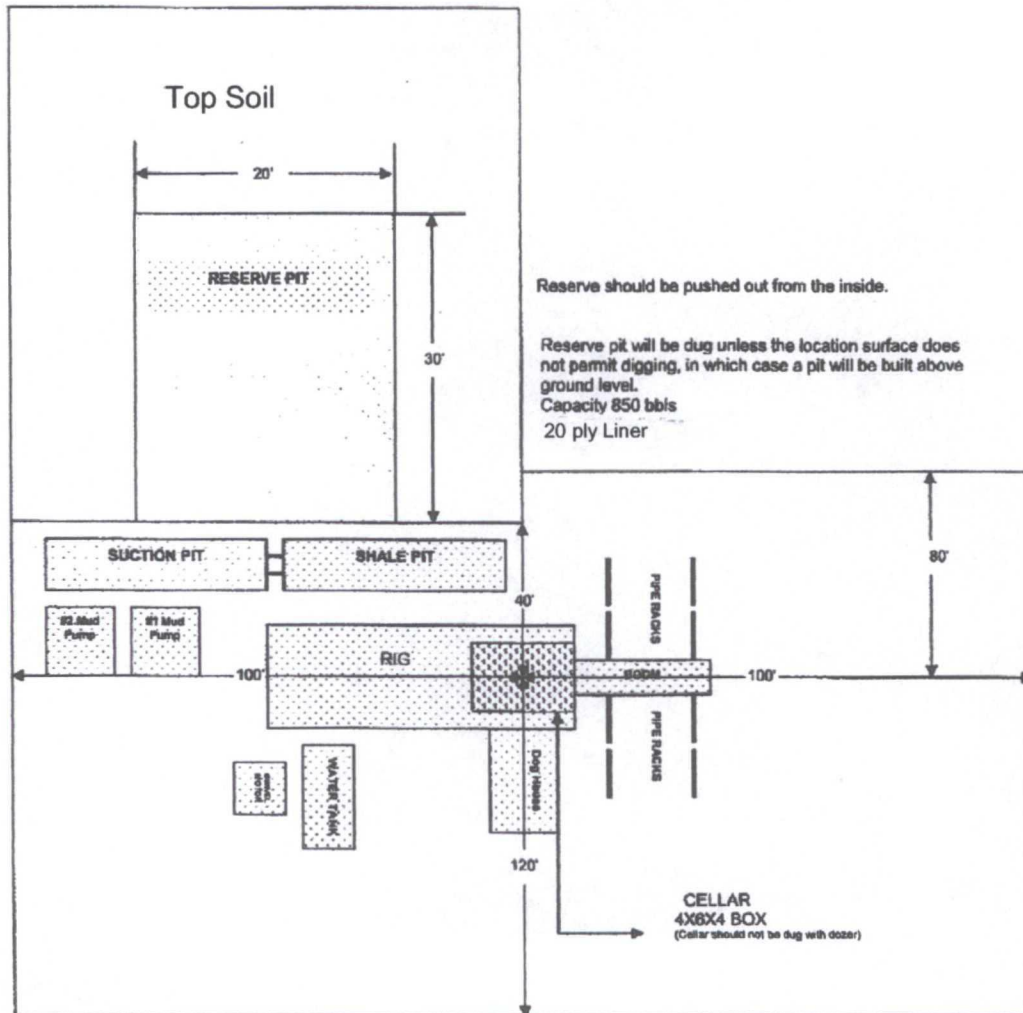 Top Soil
20'
RESERVE PIT
30'
Reserve should be pushed out from the inside.
Reserve pit will be dug unless the location surface does
not permit digging, in which case a pit will be built above
ground level.
Capacity 850 bbls
20 ply Liner
80'
SUCTION PIT
SHALE PIT
40'
PIPE RACKS
#2 Mud
Pump
#1 Mud
Pump
RIG
100'
100'
PIPE RACKS
WATER TANK
Dog House
120'
CELLAR
4X6X4 BOX
(Cellar should not be dug with dozer)